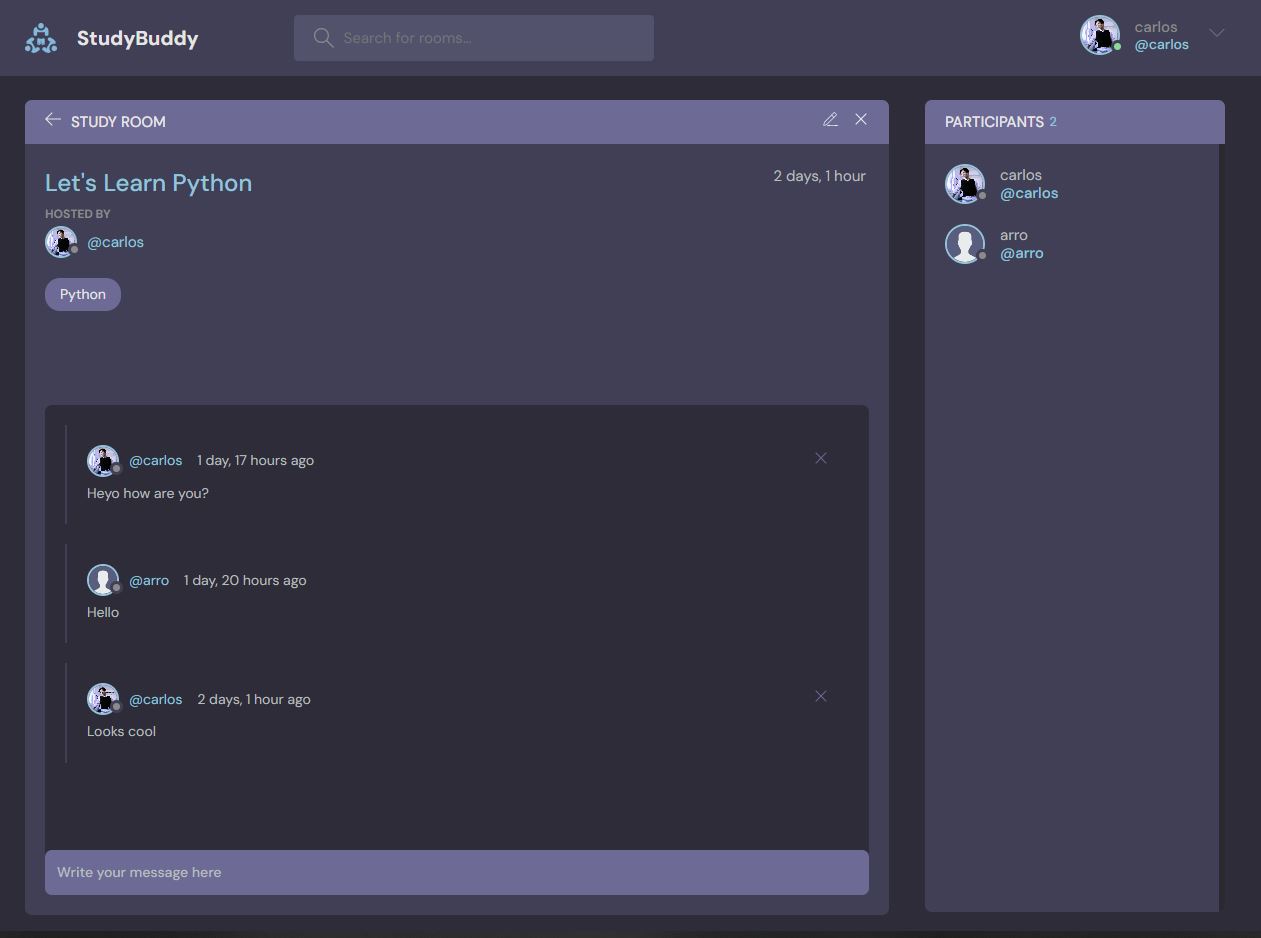 StudyBuddy
Search for rooms...
carlos
@carlos
STUDY ROOM
Let's Learn Python
2 days, 1 hour
HOSTED BY
@carlos
Python
@carlos 1 day, 17 hours ago
Heyo how are you?
@arro 1 day, 20 hours ago
Hello
@carlos 2 days, 1 hour ago
Looks cool
Write your message here
PARTICIPANTS 2
carlos
@carlos
arro
@arro